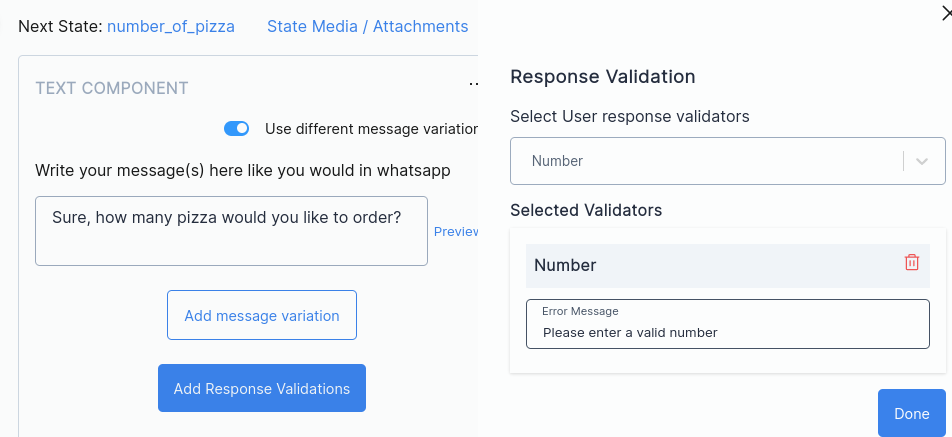 Next State: number_of_pizza State Media / Attachments
TEXT COMPONENT
Use different message variation
Write your message(s) here like you would in whatsapp
Sure, how many pizza would you like to order?
Preview
Add message variation
Add Response Validations
Response Validation
Select User response validators
Number
Selected Validators
Number
Error Message
Please enter a valid number
Done